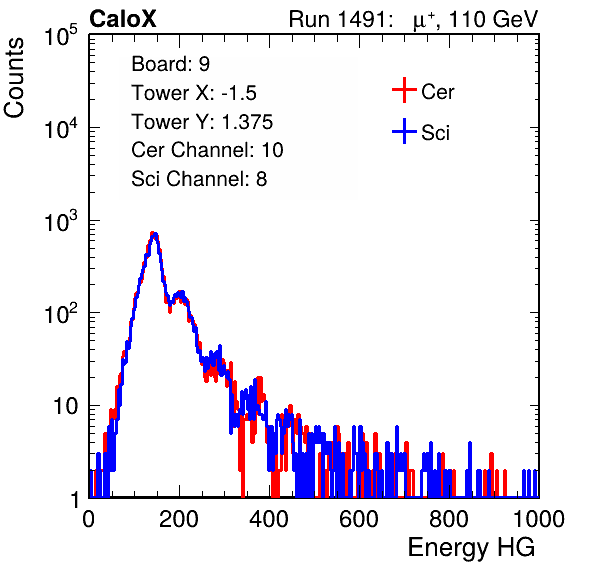 CaloX Run 1491: μ⁺, 110 GeV
Board: 9
Tower X: -1.5
Tower Y: 1.375
Cer Channel: 10
Sci Channel: 8
Cer
Sci
Counts
10⁵
10⁴
10³
10²
10
1
0 200 400 600 800 1000
Energy HG